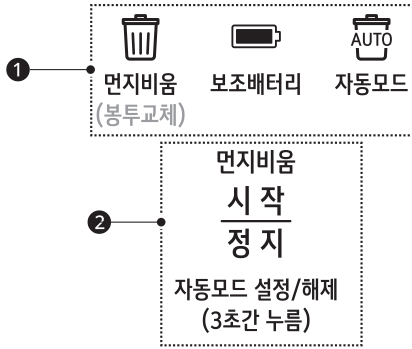 AUTO
❶
먼지비움 보조배터리 자동모드
(봉투교체)
먼지비움
❷
시 작
정 지
자동모드 설정/해제
(3초간 누름)